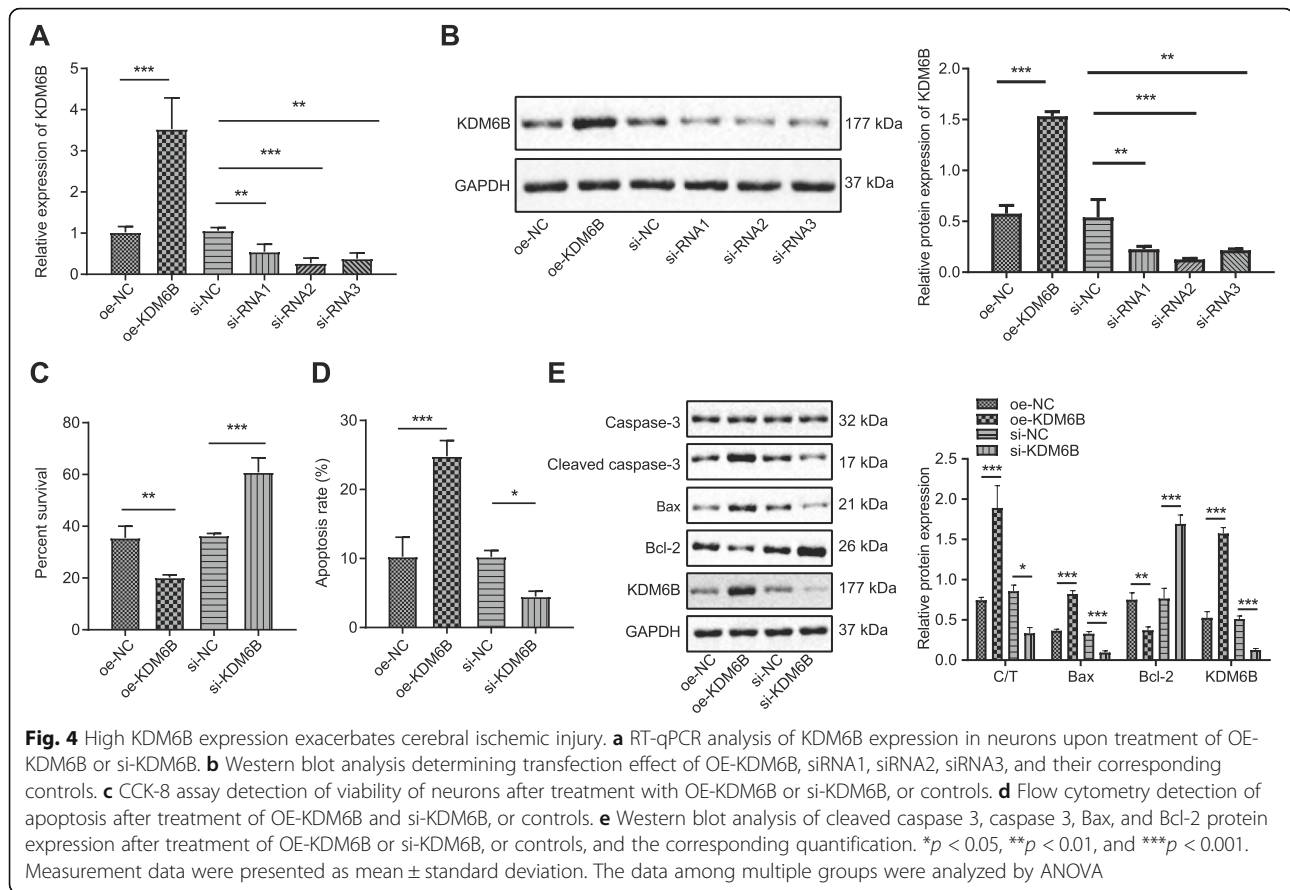 A
Relative expression of KDM6B
5
4
3
2
1
0
***
**
***
**
oe-NC
oe-KDM6B
si-NC
si-RNA1
si-RNA2
si-RNA3
B
KDM6B
177 kDa
GAPDH
37 kDa
oe-NC
oe-KDM6B
si-NC
si-RNA1
si-RNA2
si-RNA3
Relative protein expression of KDM6B
2.0
1.5
1.0
0.5
0.0
***
**
***
**
oe-NC
oe-KDM6B
si-NC
si-RNA1
si-RNA2
si-RNA3
C
Percent survival
80
60
40
20
0
**
***
oe-NC
oe-KDM6B
si-NC
si-KDM6B
D
Apoptosis rate (%)
30
20
10
0
***
*
oe-NC
oe-KDM6B
si-NC
si-KDM6B
E
Caspase-3
32 kDa
Cleaved caspase-3
17 kDa
Bax
21 kDa
Bcl-2
26 kDa
KDM6B
177 kDa
GAPDH
37 kDa
oe-NC
oe-KDM6B
si-NC
si-KDM6B
oe-NC
oe-KDM6B
si-NC
si-KDM6B
Relative protein expression
2.5
2.0
1.5
1.0
0.5
0.0
***
*
***
***
**
***
***
***
C/T
Bax
Bcl-2
KDM6B
Fig. 4 High KDM6B expression exacerbates cerebral ischemic injury. a RT-qPCR analysis of KDM6B expression in neurons upon treatment of OE-
KDM6B or si-KDM6B. b Western blot analysis determining transfection effect of OE-KDM6B, siRNA1, siRNA2, siRNA3, and their corresponding
controls. c CCK-8 assay detection of viability of neurons after treatment with OE-KDM6B or si-KDM6B, or controls. d Flow cytometry detection of
apoptosis after treatment of OE-KDM6B and si-KDM6B, or controls. e Western blot analysis of cleaved caspase 3, caspase 3, Bax, and Bcl-2 protein
expression after treatment of OE-KDM6B or si-KDM6B, or controls, and the corresponding quantification. *p < 0.05, **p < 0.01, and ***p < 0.001.
Measurement data were presented as mean ± standard deviation. The data among multiple groups were analyzed by ANOVA